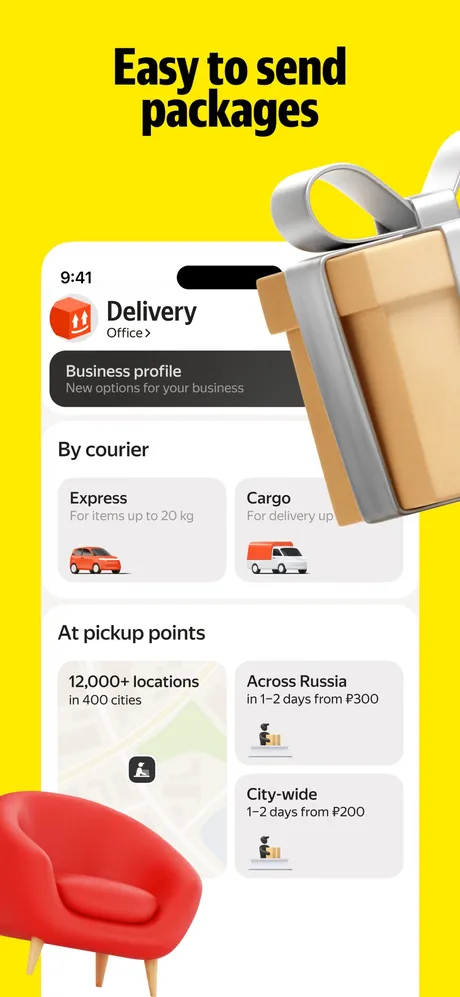 Easy to send
packages
9:41
Delivery
Office >
Business profile
New options for your business
By courier
Express
For items up to 20 kg
Cargo
For delivery up
At pickup points
12,000+ locations
in 400 cities
Across Russia
in 1–2 days from ₽300
City-wide
1–2 days from ₽200